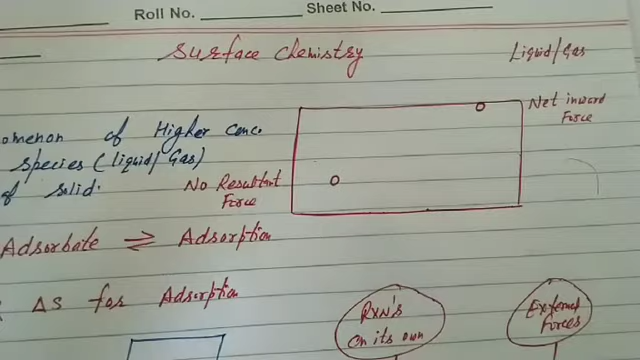 Roll No. Sheet No.
Surface Chemistry
Liquid/Gas
Net inward
Force
omenon of Higher conc.
species (liquid/Gas)
of solid.
No Resultant
Force
Adsorbate ⇌ Adsorption
ΔS for Adsorption
RXN's
On its own
External
Forces